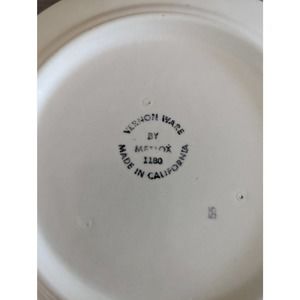 VERNON WARE
BY
METLOX
1180
MADE IN CALIFORNIA